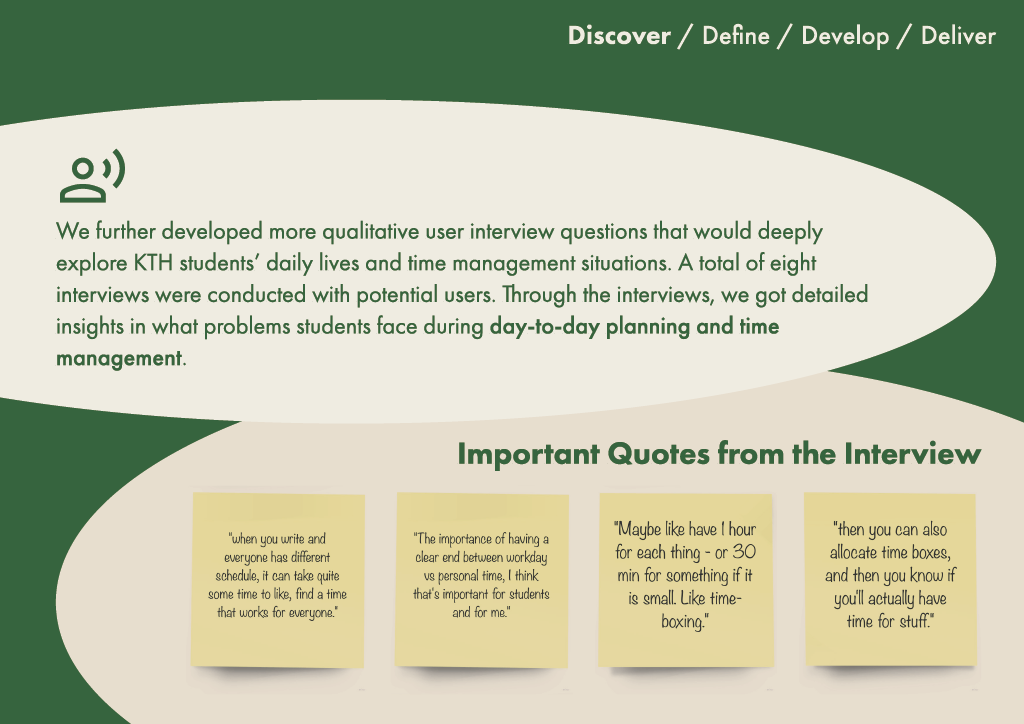 Discover / Define / Develop / Deliver
We further developed more qualitative user interview questions that would deeply
explore KTH students’ daily lives and time management situations. A total of eight
interviews were conducted with potential users. Through the interviews, we got detailed
insights in what problems students face during day-to-day planning and time
management.
Important Quotes from the Interview
"when you write and
everyone has different
schedule, it can take quite
some time to like, find a time
that works for everyone."
"The importance of having a
clear end between workday
vs personal time, I think
that's important for students
and for me."
"Maybe like have 1 hour
for each thing - or 30
min for something if it
is small. Like time-
boxing."
"then you can also
allocate time boxes,
and then you know if
you'll actually have
time for stuff."